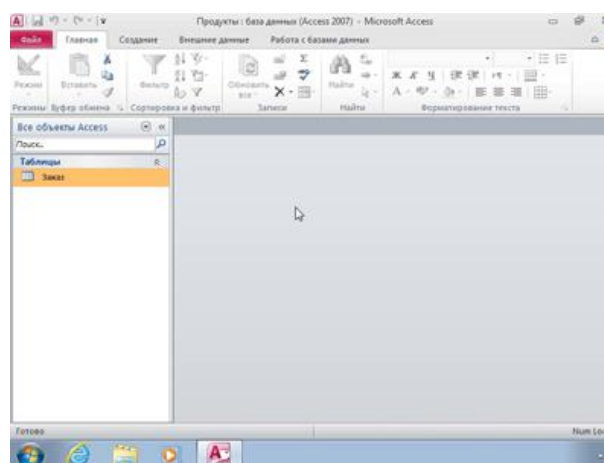 Продукты : база данных (Access 2007) - Microsoft Access
Файл Главная Создание Внешние данные Работа с базами данных
Режим Вставить Фильтр Обновить все Найти
Ж К Ч
Режимы Буфер обмена Сортировка и фильтр Записи Найти Форматирование текста
Все объекты Access
Поиск...
Таблицы
Заказ
Готово Num Lo